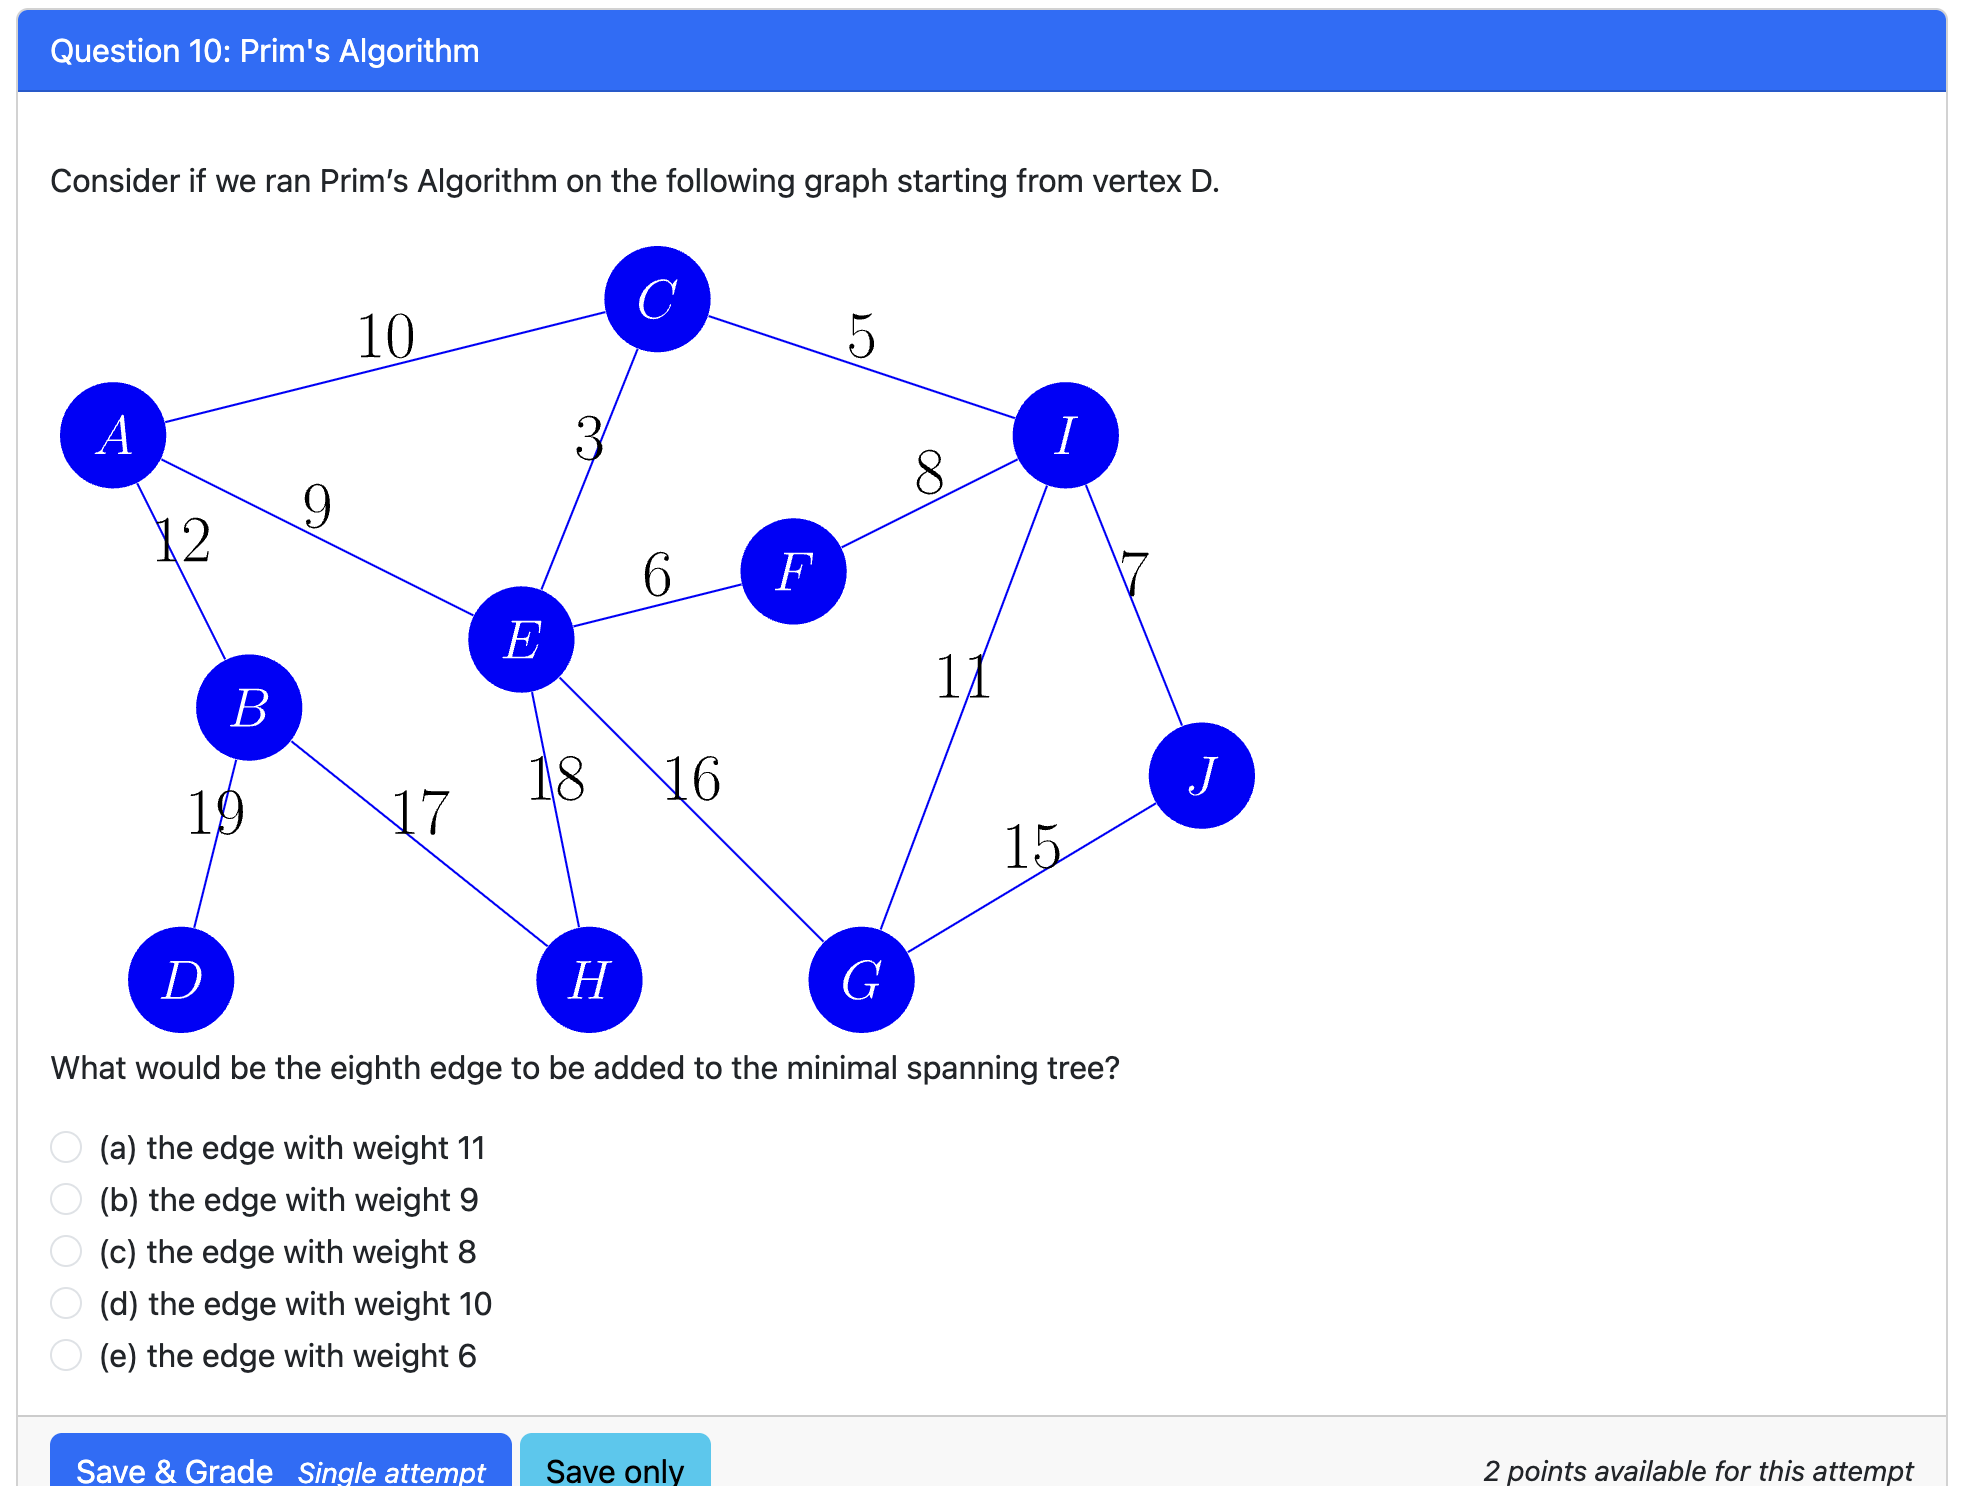 Question 10: Prim's Algorithm
Consider if we ran Prim’s Algorithm on the following graph starting from vertex D.
C
10
5
A
I
3
8
9
12
6
F
7
E
11
B
J
18
16
19
17
15
D
H
G
What would be the eighth edge to be added to the minimal spanning tree?
(a) the edge with weight 11
(b) the edge with weight 9
(c) the edge with weight 8
(d) the edge with weight 10
(e) the edge with weight 6
Save & Grade Single attempt Save only 2 points available for this attempt